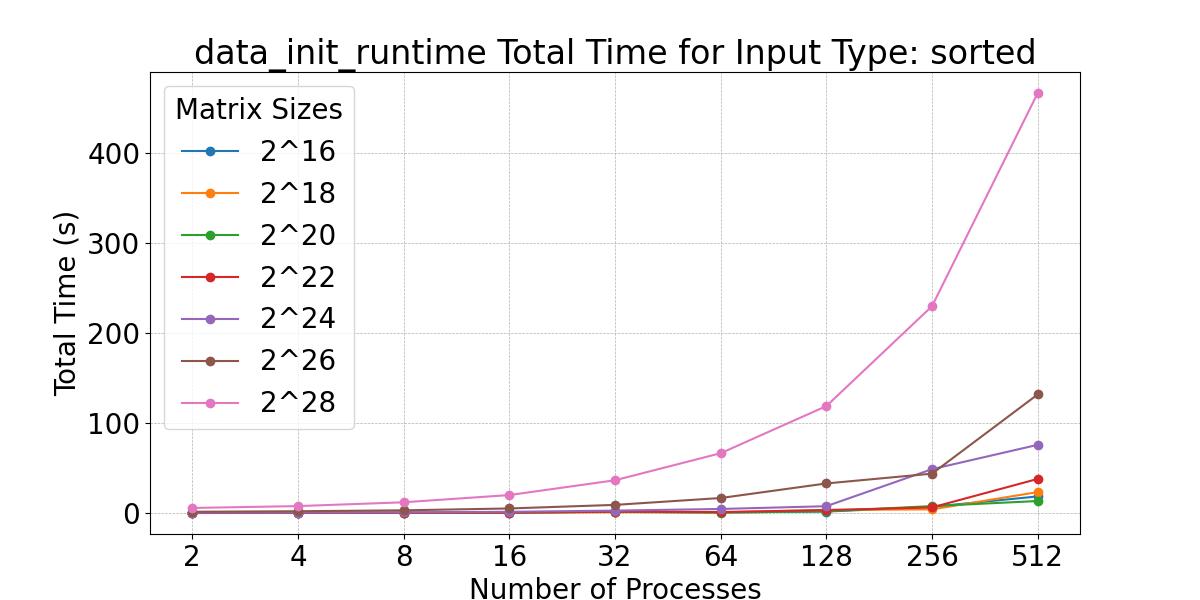 data_init_runtime Total Time for Input Type: sorted
Matrix Sizes
2^16
2^18
2^20
2^22
2^24
2^26
2^28
Total Time (s)
400
300
200
100
0
2 4 8 16 32 64 128 256 512
Number of Processes